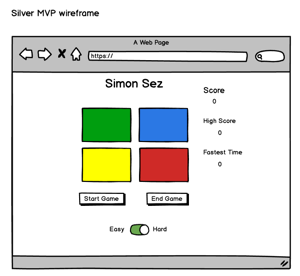 Silver MVP wireframe
A Web Page
https://
Simon Sez
Score
0
High Score
0
Fastest Time
0
Start Game
End Game
Easy
Hard